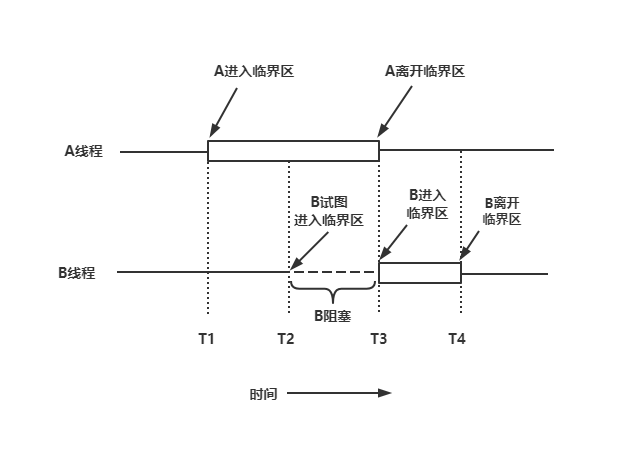 A进入临界区
A离开临界区
A线程
B试图
进入临界区
B进入
临界区
B离开
临界区
B线程
B阻塞
T1
T2
T3
T4
时间